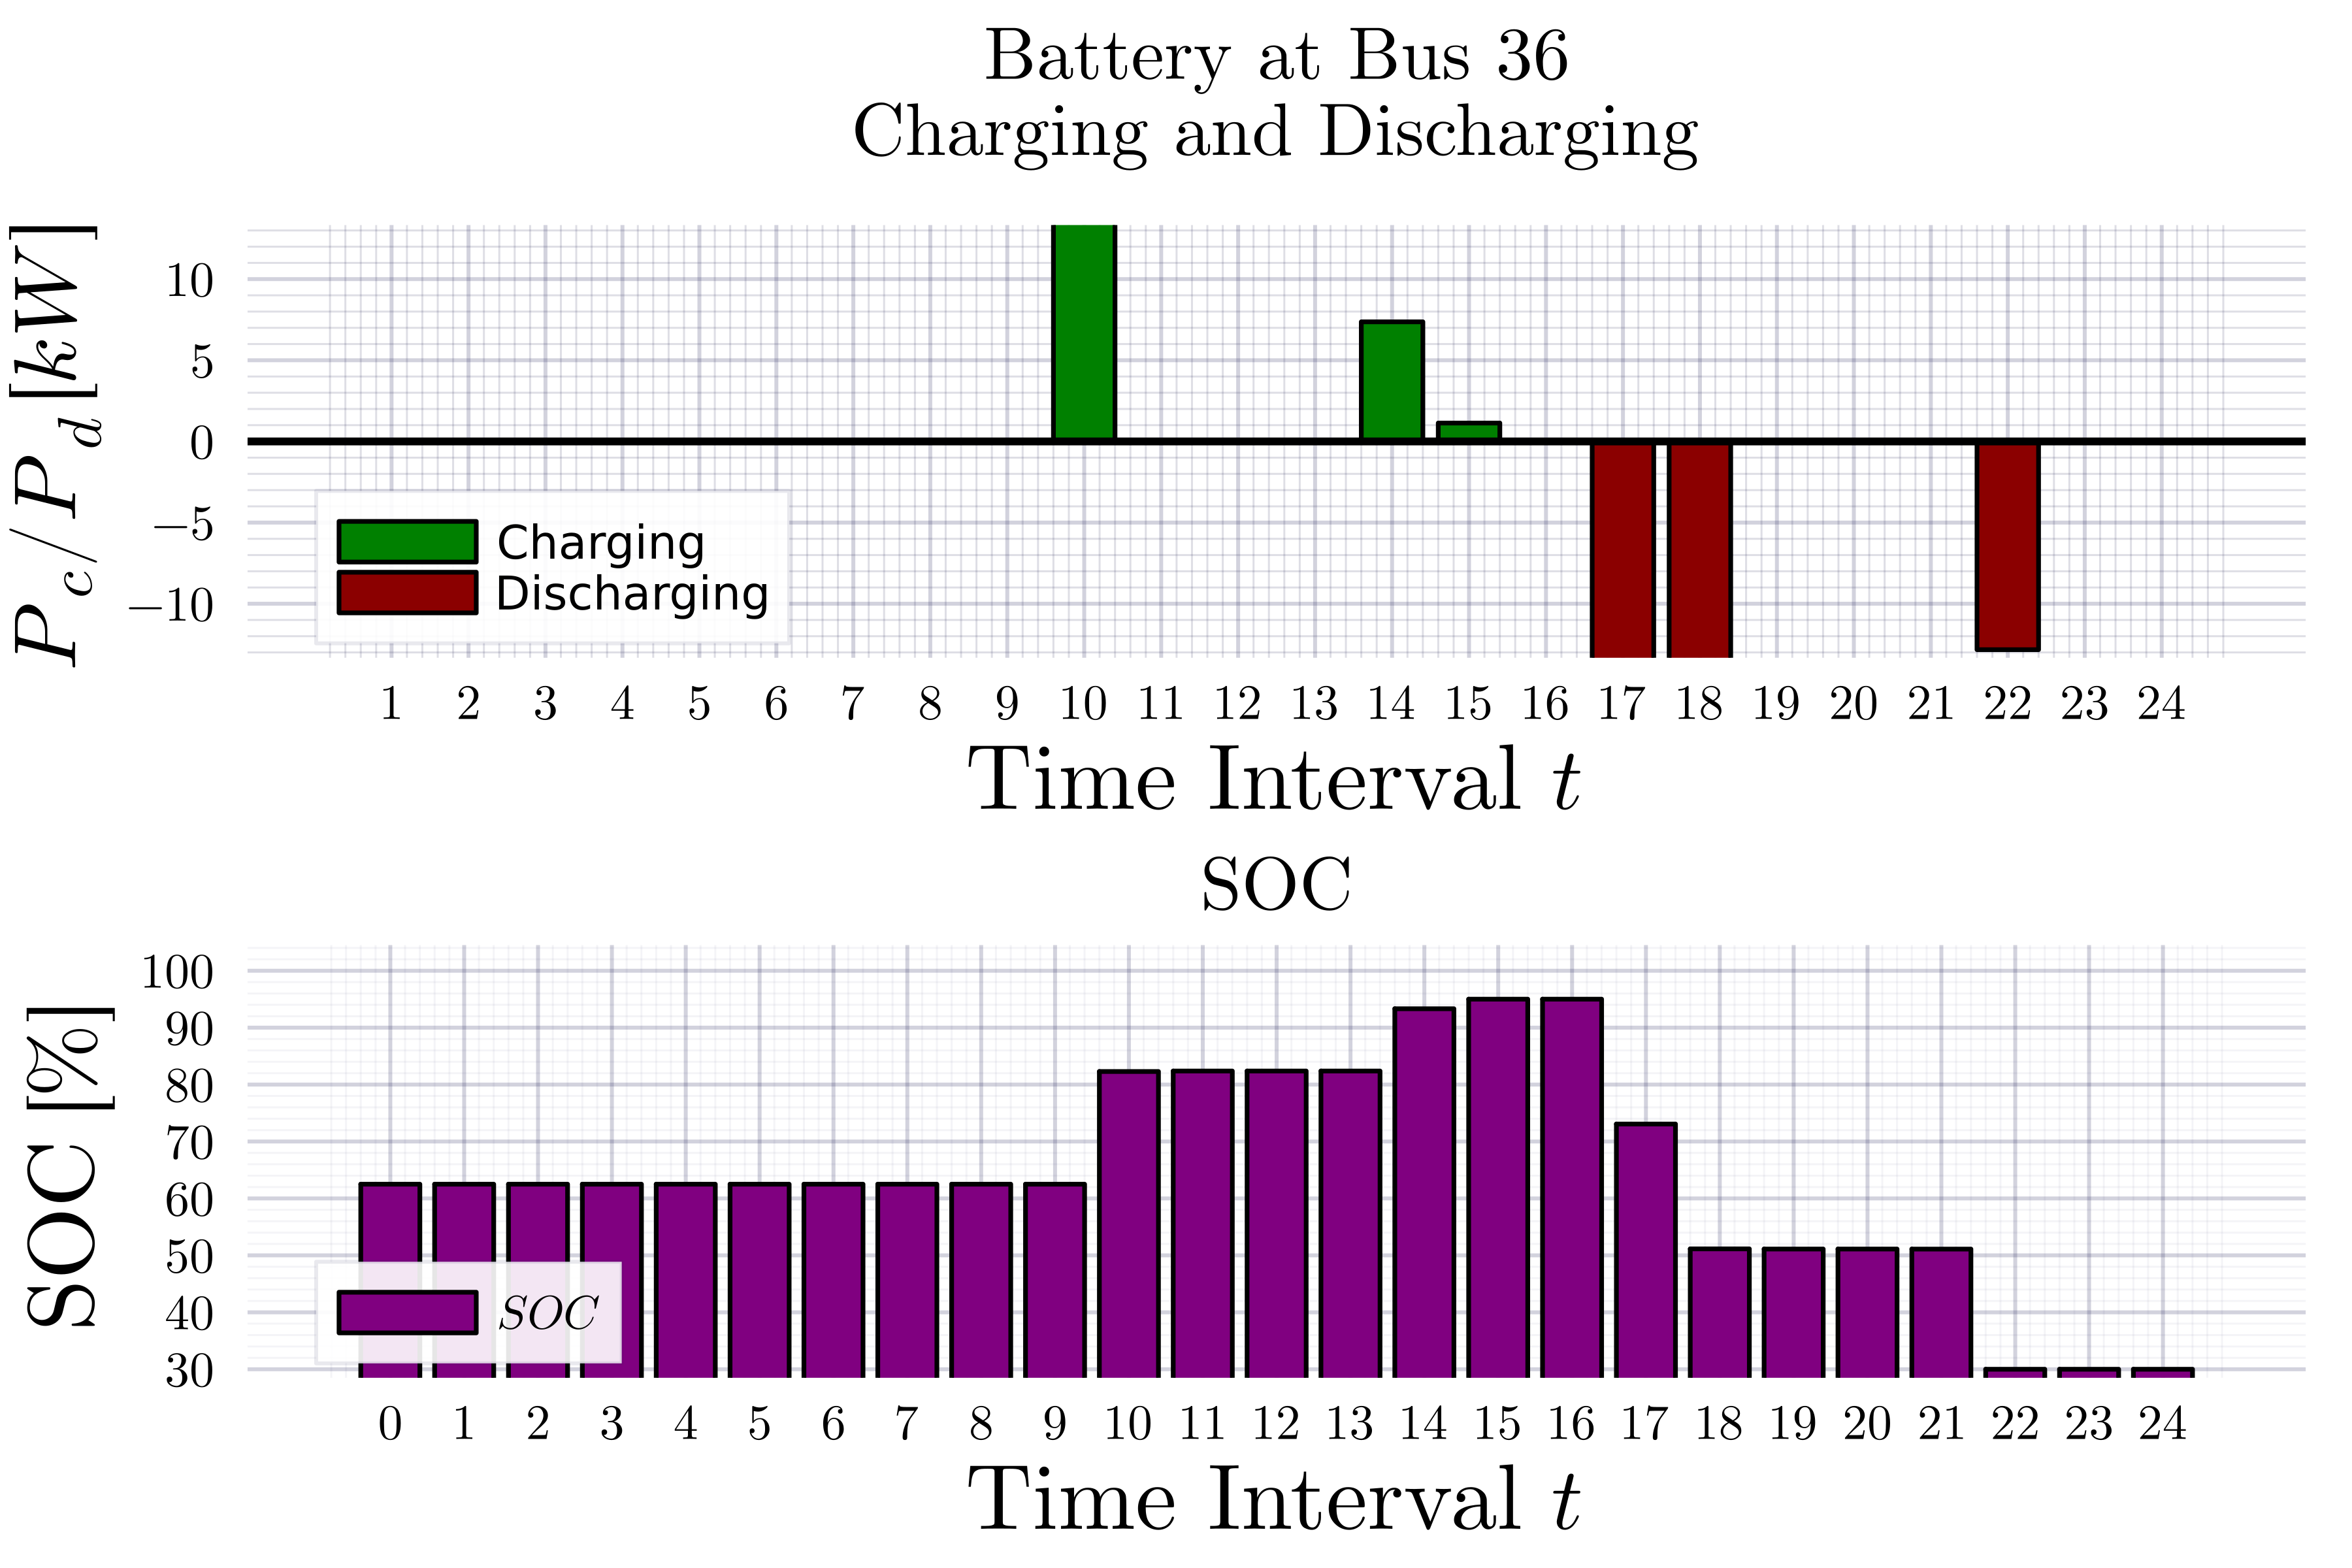 Battery at Bus 36
Charging and Discharging
P_c/P_d [kW]
10
5
0
−5
−10
Charging
Discharging
1 2 3 4 5 6 7 8 9 10 11 12 13 14 15 16 17 18 19 20 21 22 23 24
Time Interval t
SOC
SOC [%]
100
90
80
70
60
50
40
30
SOC
0 1 2 3 4 5 6 7 8 9 10 11 12 13 14 15 16 17 18 19 20 21 22 23 24
Time Interval t